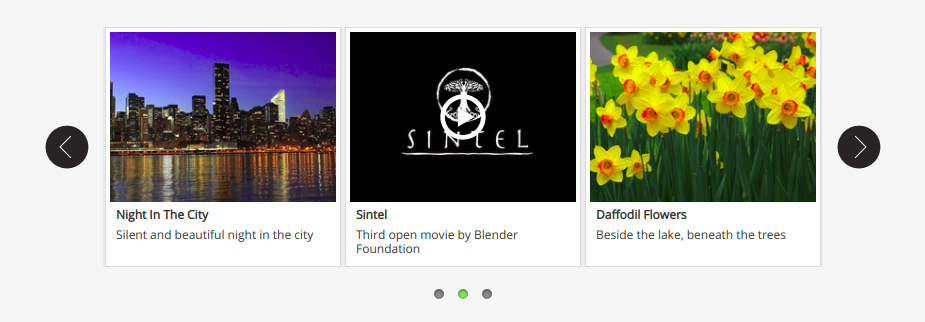 SINTEL
Night In The City
Silent and beautiful night in the city
Sintel
Third open movie by Blender
Foundation
Daffodil Flowers
Beside the lake, beneath the trees